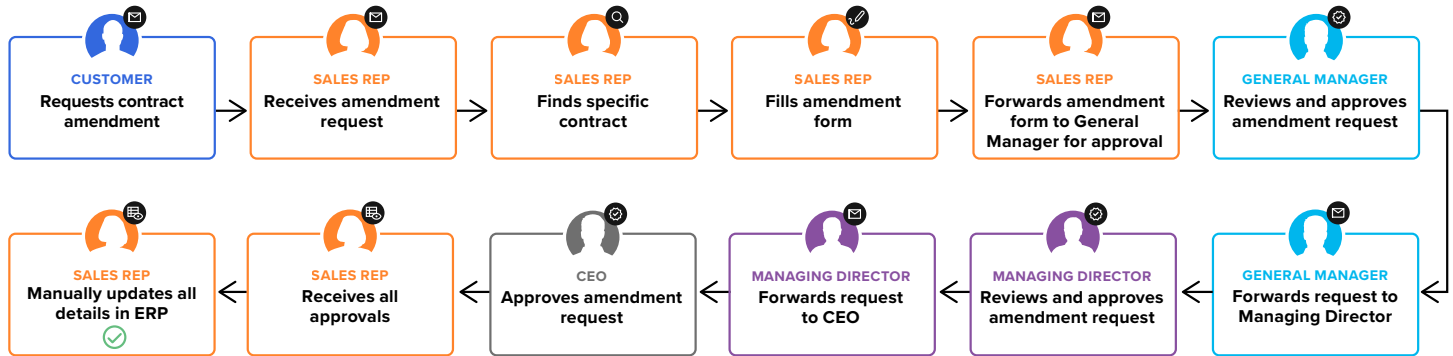 CUSTOMER
Requests contract
amendment
SALES REP
Receives amendment
request
SALES REP
Finds specific
contract
SALES REP
Fills amendment
form
SALES REP
Forwards amendment
form to General
Manager for approval
GENERAL MANAGER
Reviews and approves
amendment request
GENERAL MANAGER
Forwards request to
Managing Director
MANAGING DIRECTOR
Reviews and approves
amendment request
MANAGING DIRECTOR
Forwards request
to CEO
CEO
Approves amendment
request
SALES REP
Receives all
approvals
SALES REP
Manually updates all
details in ERP